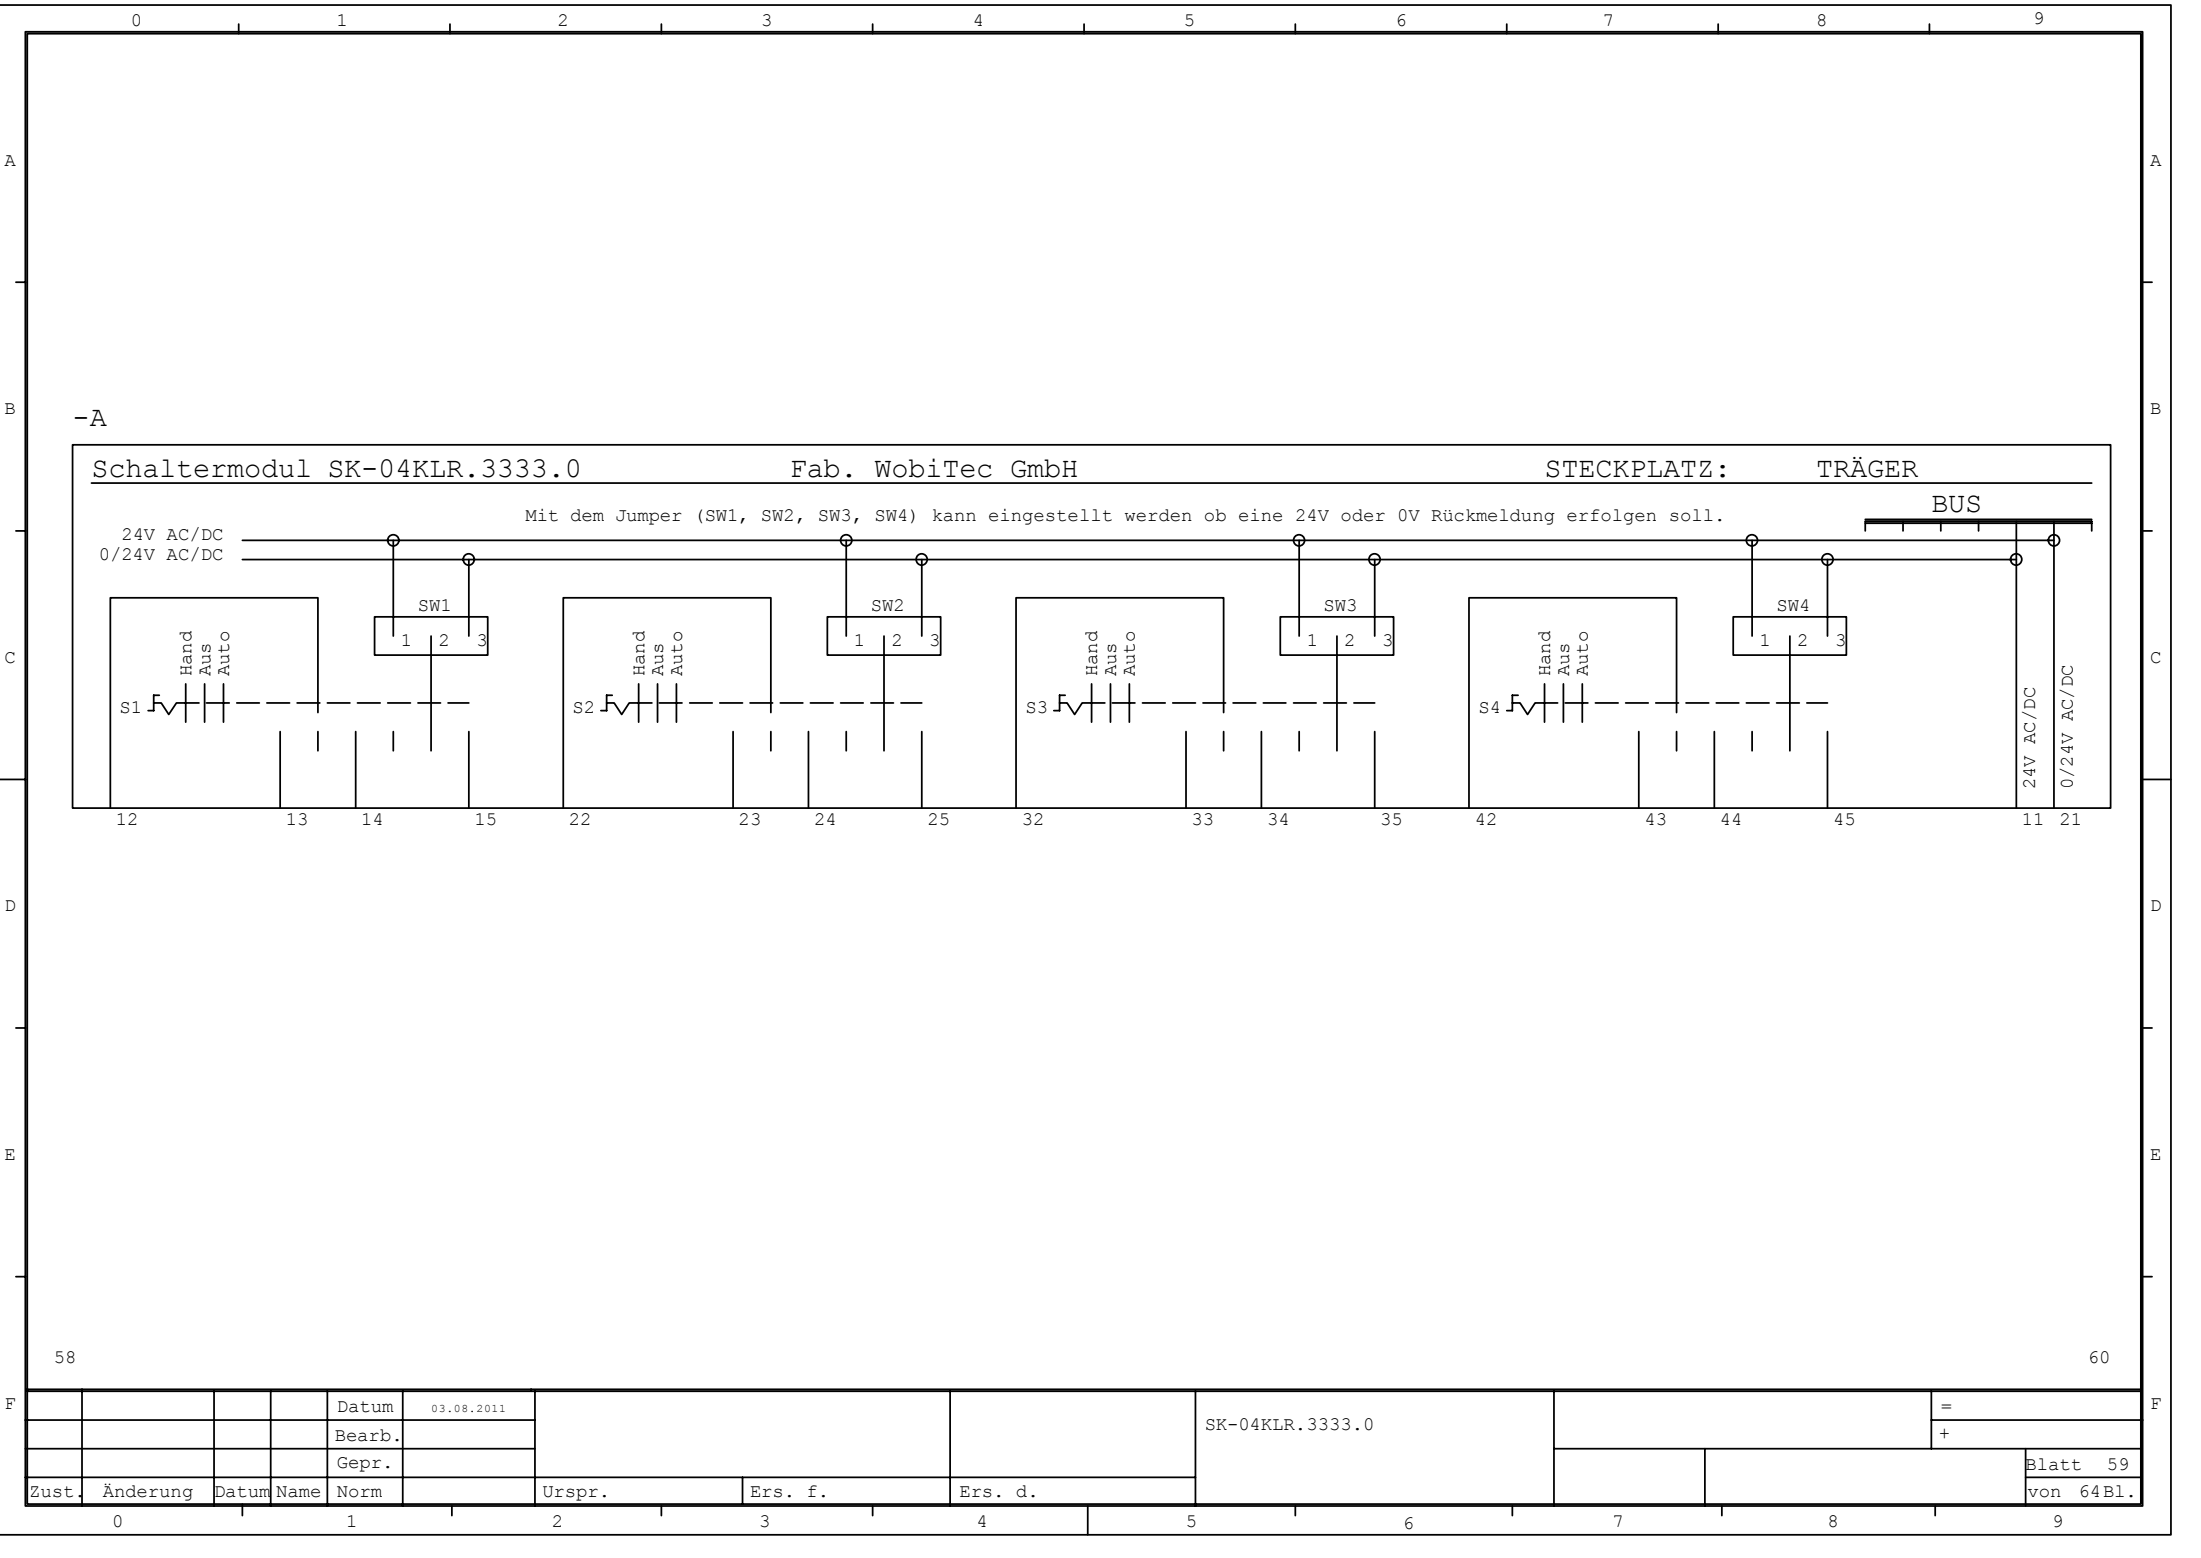 0 1 2 3 4 5 6 7 8 9
A A
B B
-A
Schaltermodul SK-04KLR.3333.0 Fab. WobiTec GmbH STECKPLATZ: TRÄGER
BUS
Mit dem Jumper (SW1, SW2, SW3, SW4) kann eingestellt werden ob eine 24V oder 0V Rückmeldung erfolgen soll.
24V AC/DC
0/24V AC/DC
SW1 SW2 SW3 SW4
1 2 3 1 2 3 1 2 3 1 2 3
Hand Aus Auto Hand Aus Auto Hand Aus Auto Hand Aus Auto
C C
S1 S2 S3 S4
24V AC/DC 0/24V AC/DC
12 13 14 15 22 23 24 25 32 33 34 35 42 43 44 45 11 21
D D
E E
58 60
F F
Datum 03.08.2011 =
SK-04KLR.3333.0
Bearb. +
Gepr. Blatt 59
Zust. Änderung Datum Name Norm Urspr. Ers. f. Ers. d. von 64Bl.
0 1 2 3 4 5 6 7 8 9